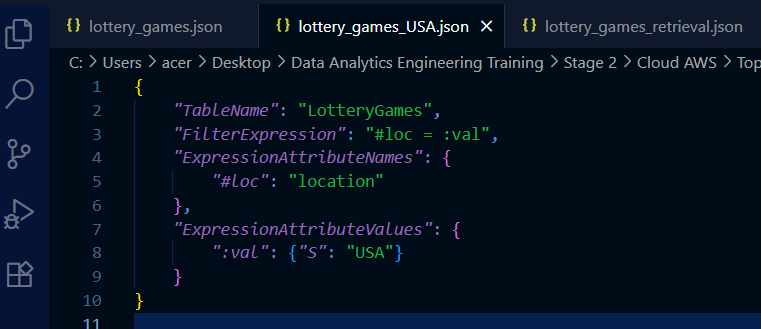 lottery_games.json
lottery_games_USA.json
lottery_games_retrieval.json
C: > Users > acer > Desktop > Data Analytics Engineering Training > Stage 2 > Cloud AWS > Top
1 {
2 "TableName": "LotteryGames",
3 "FilterExpression": "#loc = :val",
4 "ExpressionAttributeNames": {
5 "#loc": "location"
6 },
7 "ExpressionAttributeValues": {
8 ":val": {"S": "USA"}
9 }
10 }
11